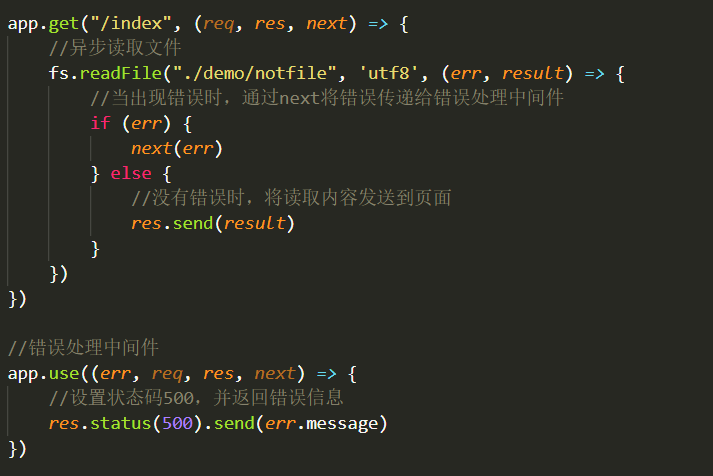 app.get("/index", (req, res, next) => {
    //异步读取文件
    fs.readFile("./demo/notfile", 'utf8', (err, result) => {
        //当出现错误时，通过next将错误传递给错误处理中间件
        if (err) {
            next(err)
        } else {
            //没有错误时，将读取内容发送到页面
            res.send(result)
        }
    })
})

//错误处理中间件
app.use((err, req, res, next) => {
    //设置状态码500，并返回错误信息
    res.status(500).send(err.message)
})